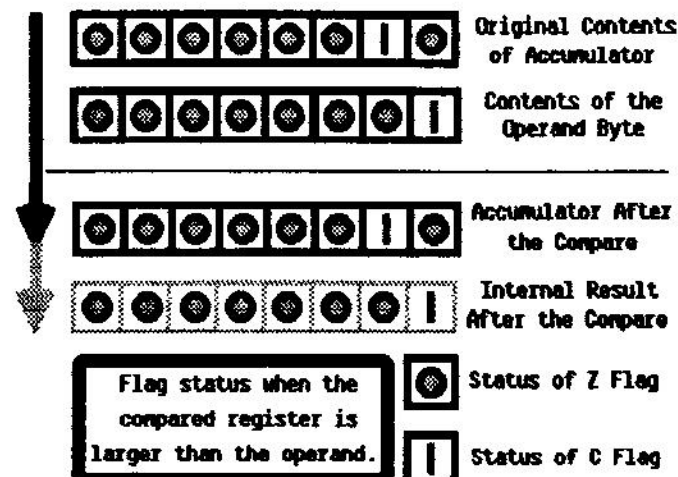 Original Contents
of Accumulator
Contents of the
Operand Byte
Accumulator After
the Compare
Internal Result
After the Compare
Flag status when the
compared register is
larger than the operand.
Status of Z Flag
Status of C Flag